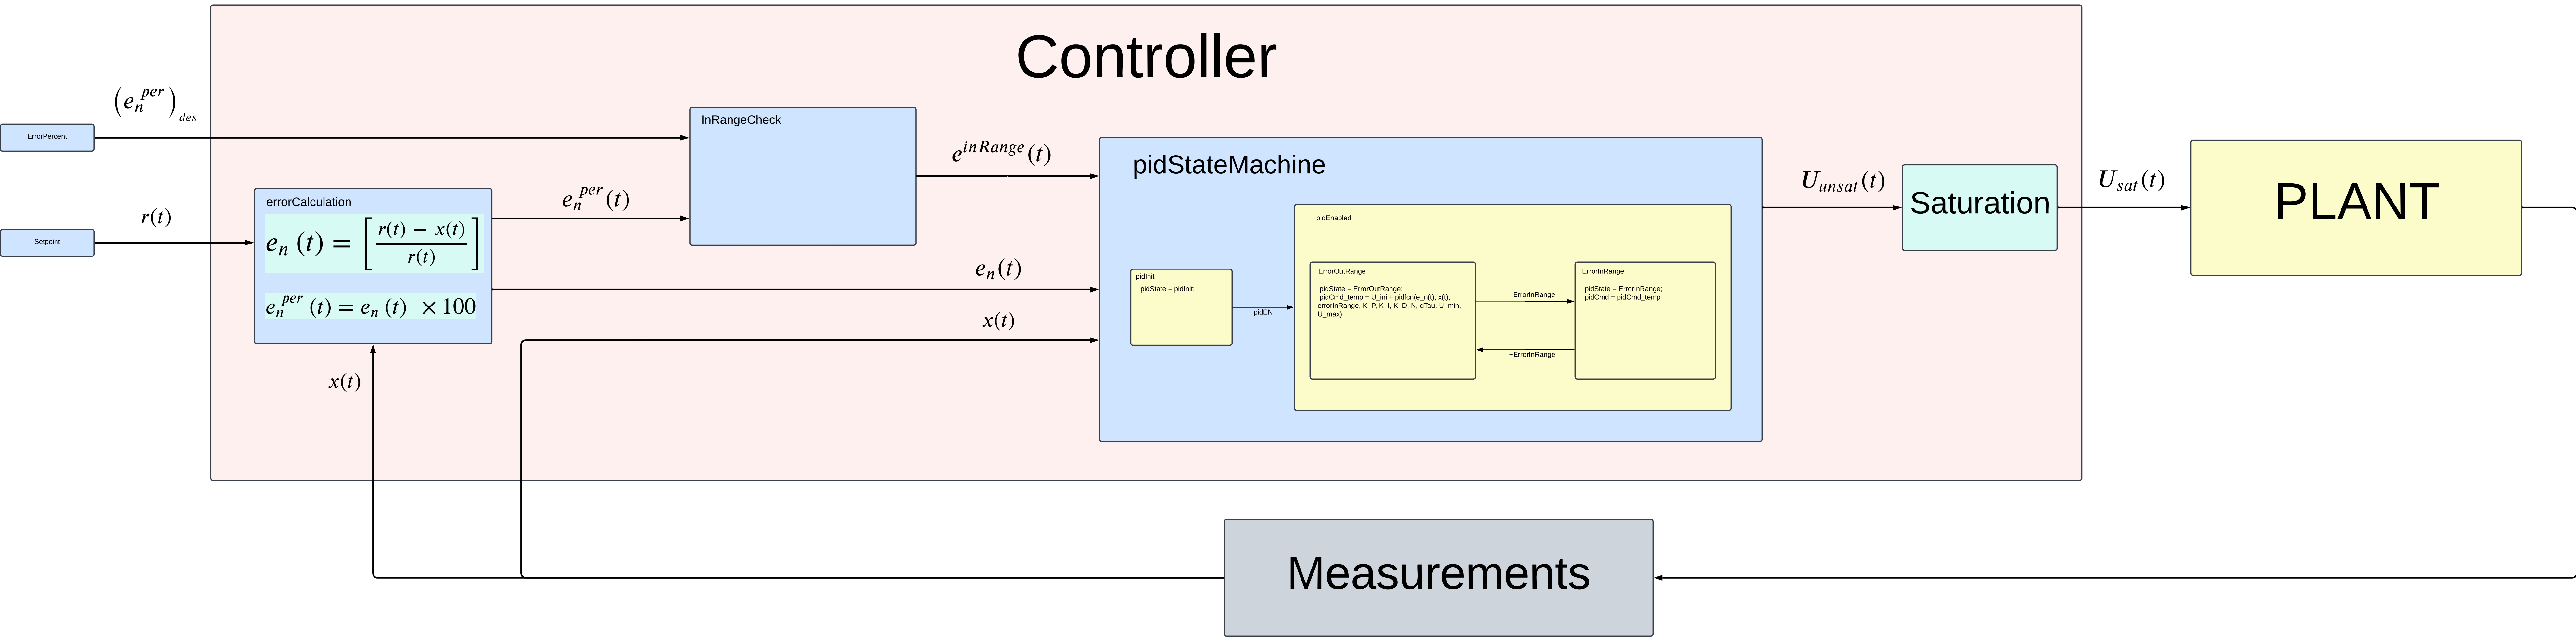 Controller
(e_n^per)_des
ErrorPercent
r(t)
Setpoint
errorCalculation
e_n (t) = [ (r(t) − x(t)) / r(t) ]
e_n^per (t) = e_n (t) × 100
x(t)
e_n^per (t)
InRangeCheck
e^inRange (t)
e_n (t)
x(t)
pidStateMachine
pidInit
pidState = pidInit;
pidEN
pidEnabled
ErrorOutRange
pidState = ErrorOutRange;
pidCmd_temp = U_ini + pidfcn(e_n(t), x(t),
errorInRange, K_P, K_I, K_D, N, dTau, U_min,
U_max)
ErrorInRange
~ErrorInRange
ErrorInRange
pidState = ErrorInRange;
pidCmd = pidCmd_temp
U_unsat (t)
Saturation
U_sat (t)
PLANT
Measurements